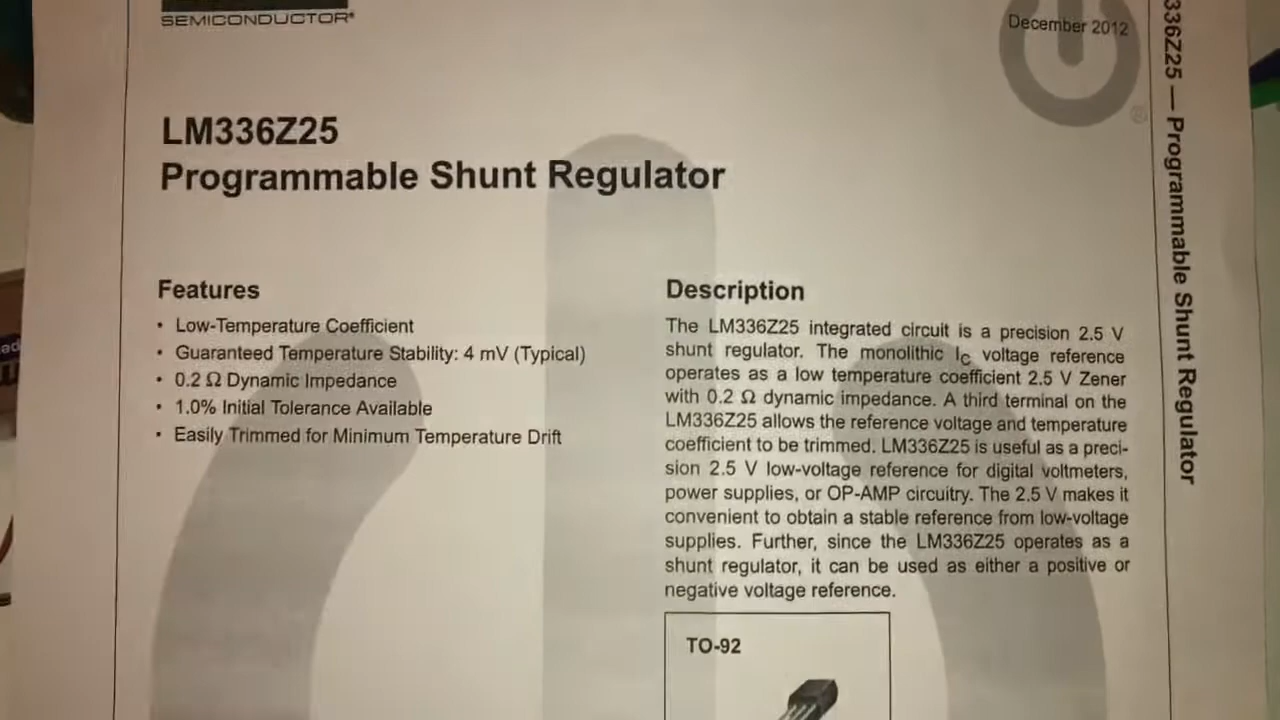 SEMICONDUCTOR®
December 2012
LM336Z25
Programmable Shunt Regulator
Features
• Low-Temperature Coefficient
• Guaranteed Temperature Stability: 4 mV (Typical)
• 0.2 Ω Dynamic Impedance
• 1.0% Initial Tolerance Available
• Easily Trimmed for Minimum Temperature Drift
Description
The LM336Z25 integrated circuit is a precision 2.5 V
shunt regulator. The monolithic IC voltage reference
operates as a low temperature coefficient 2.5 V Zener
with 0.2 Ω dynamic impedance. A third terminal on the
LM336Z25 allows the reference voltage and temperature
coefficient to be trimmed. LM336Z25 is useful as a preci-
sion 2.5 V low-voltage reference for digital voltmeters,
power supplies, or OP-AMP circuitry. The 2.5 V makes it
convenient to obtain a stable reference from low-voltage
supplies. Further, since the LM336Z25 operates as a
shunt regulator, it can be used as either a positive or
negative voltage reference.
TO-92
336Z25 — Programmable Shunt Regulator